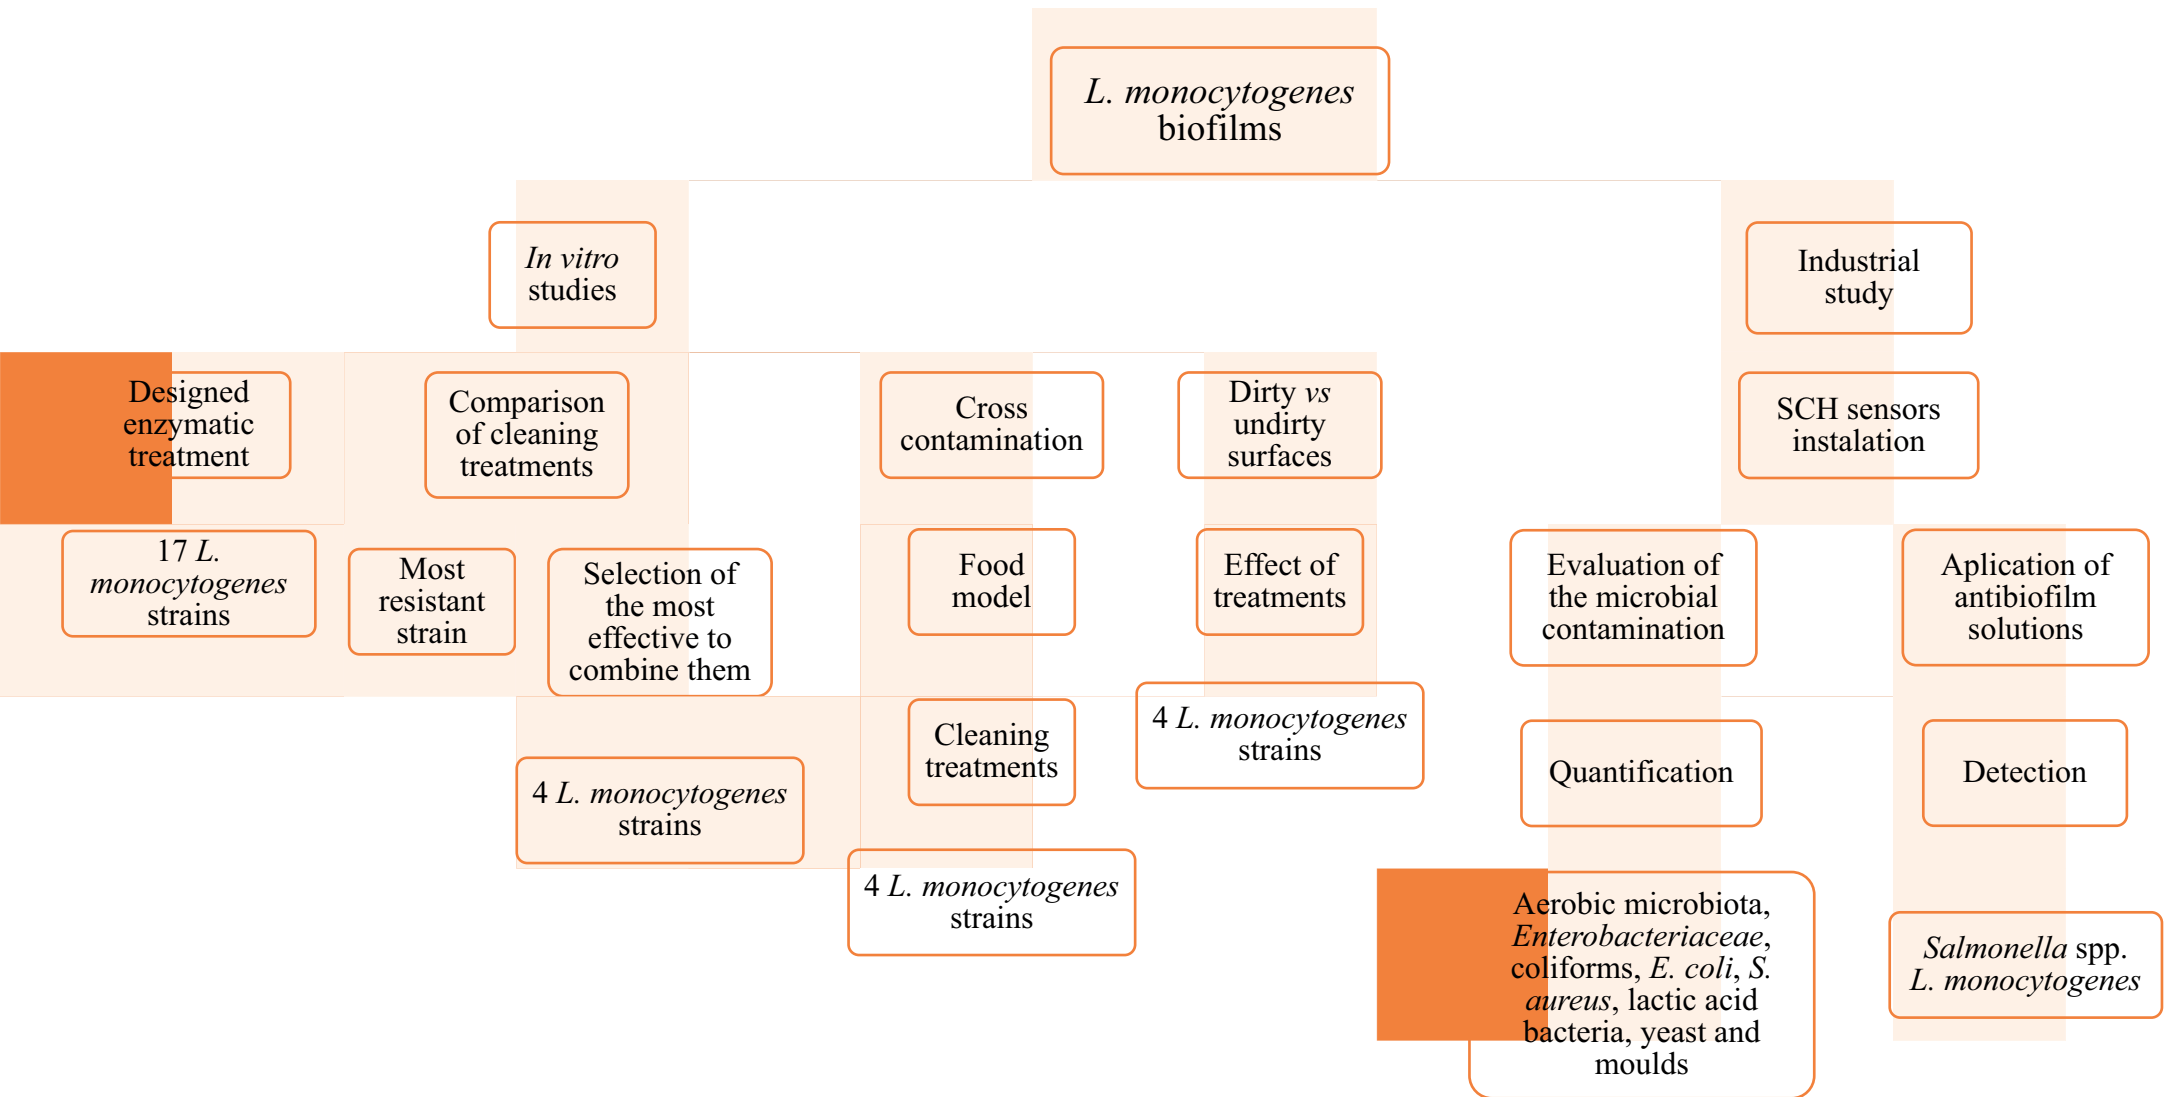 L. monocytogenes
biofilms
In vitro
studies
Industrial
study
Designed
enzymatic
treatment
Comparison
of cleaning
treatments
Cross
contamination
Dirty vs
undirty
surfaces
SCH sensors
instalation
17 L.
monocytogenes
strains
Most
resistant
strain
Selection of
the most
effective to
combine them
Food
model
Effect of
treatments
Evaluation of
the microbial
contamination
Aplication of
antibiofilm
solutions
4 L. monocytogenes
strains
Cleaning
treatments
4 L. monocytogenes
strains
Quantification
Detection
4 L. monocytogenes
strains
Aerobic microbiota,
Enterobacteriaceae,
coliforms, E. coli, S.
aureus, lactic acid
bacteria, yeast and
moulds
Salmonella spp.
L. monocytogenes